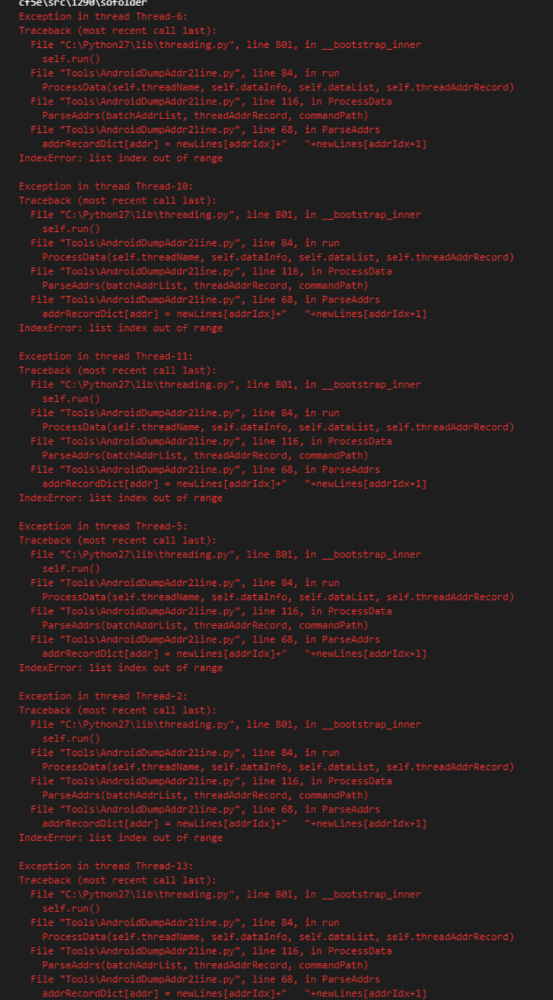 cf5e\src\1290\sofolder
Exception in thread Thread-6:
Traceback (most recent call last):
  File "C:\Python27\lib\threading.py", line 801, in __bootstrap_inner
    self.run()
  File "Tools\AndroidDumpAddr2line.py", line 84, in run
    ProcessData(self.threadName, self.dataInfo, self.dataList, self.threadAddrRecord)
  File "Tools\AndroidDumpAddr2line.py", line 116, in ProcessData
    ParseAddrs(batchAddrList, threadAddrRecord, commandPath)
  File "Tools\AndroidDumpAddr2line.py", line 68, in ParseAddrs
    addrRecordDict[addr] = newLines[addrIdx]+"   "+newLines[addrIdx+1]
IndexError: list index out of range

Exception in thread Thread-10:
Traceback (most recent call last):
  File "C:\Python27\lib\threading.py", line 801, in __bootstrap_inner
    self.run()
  File "Tools\AndroidDumpAddr2line.py", line 84, in run
    ProcessData(self.threadName, self.dataInfo, self.dataList, self.threadAddrRecord)
  File "Tools\AndroidDumpAddr2line.py", line 116, in ProcessData
    ParseAddrs(batchAddrList, threadAddrRecord, commandPath)
  File "Tools\AndroidDumpAddr2line.py", line 68, in ParseAddrs
    addrRecordDict[addr] = newLines[addrIdx]+"   "+newLines[addrIdx+1]
IndexError: list index out of range

Exception in thread Thread-11:
Traceback (most recent call last):
  File "C:\Python27\lib\threading.py", line 801, in __bootstrap_inner
    self.run()
  File "Tools\AndroidDumpAddr2line.py", line 84, in run
    ProcessData(self.threadName, self.dataInfo, self.dataList, self.threadAddrRecord)
  File "Tools\AndroidDumpAddr2line.py", line 116, in ProcessData
    ParseAddrs(batchAddrList, threadAddrRecord, commandPath)
  File "Tools\AndroidDumpAddr2line.py", line 68, in ParseAddrs
    addrRecordDict[addr] = newLines[addrIdx]+"   "+newLines[addrIdx+1]
IndexError: list index out of range

Exception in thread Thread-5:
Traceback (most recent call last):
  File "C:\Python27\lib\threading.py", line 801, in __bootstrap_inner
    self.run()
  File "Tools\AndroidDumpAddr2line.py", line 84, in run
    ProcessData(self.threadName, self.dataInfo, self.dataList, self.threadAddrRecord)
  File "Tools\AndroidDumpAddr2line.py", line 116, in ProcessData
    ParseAddrs(batchAddrList, threadAddrRecord, commandPath)
  File "Tools\AndroidDumpAddr2line.py", line 68, in ParseAddrs
    addrRecordDict[addr] = newLines[addrIdx]+"   "+newLines[addrIdx+1]
IndexError: list index out of range

Exception in thread Thread-2:
Traceback (most recent call last):
  File "C:\Python27\lib\threading.py", line 801, in __bootstrap_inner
    self.run()
  File "Tools\AndroidDumpAddr2line.py", line 84, in run
    ProcessData(self.threadName, self.dataInfo, self.dataList, self.threadAddrRecord)
  File "Tools\AndroidDumpAddr2line.py", line 116, in ProcessData
    ParseAddrs(batchAddrList, threadAddrRecord, commandPath)
  File "Tools\AndroidDumpAddr2line.py", line 68, in ParseAddrs
    addrRecordDict[addr] = newLines[addrIdx]+"   "+newLines[addrIdx+1]
IndexError: list index out of range

Exception in thread Thread-13:
Traceback (most recent call last):
  File "C:\Python27\lib\threading.py", line 801, in __bootstrap_inner
    self.run()
  File "Tools\AndroidDumpAddr2line.py", line 84, in run
    ProcessData(self.threadName, self.dataInfo, self.dataList, self.threadAddrRecord)
  File "Tools\AndroidDumpAddr2line.py", line 116, in ProcessData
    ParseAddrs(batchAddrList, threadAddrRecord, commandPath)
  File "Tools\AndroidDumpAddr2line.py", line 68, in ParseAddrs
    addrRecordDict[addr] = newLines[addrIdx]+"   "+newLines[addrIdx+1]